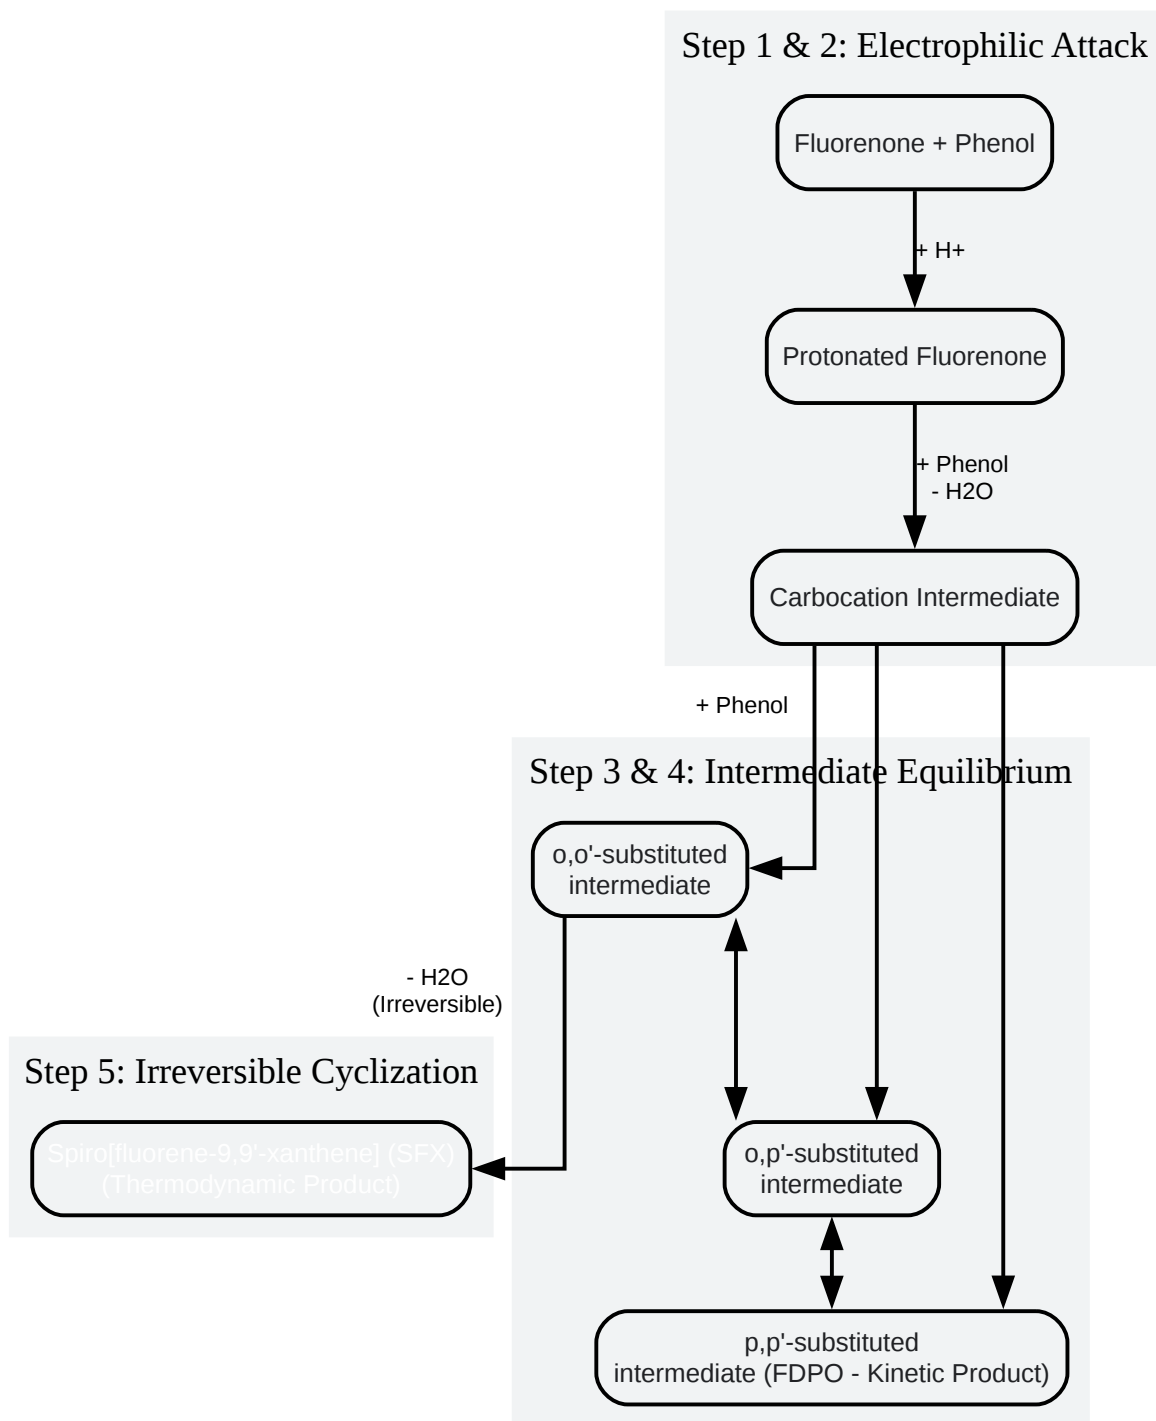 Step 1 & 2: Electrophilic Attack
Fluorenone + Phenol
+ H+
Protonated Fluorenone
+ Phenol
- H2O
Carbocation Intermediate
+ Phenol
Step 3 & 4: Intermediate Equilibrium
o,o'-substituted
intermediate
- H2O
(Irreversible)
Step 5: Irreversible Cyclization
Spiro[fluorene-9,9'-xanthene] (SFX)
(Thermodynamic Product)
o,p'-substituted
intermediate
p,p'-substituted
intermediate (FDPO - Kinetic Product)